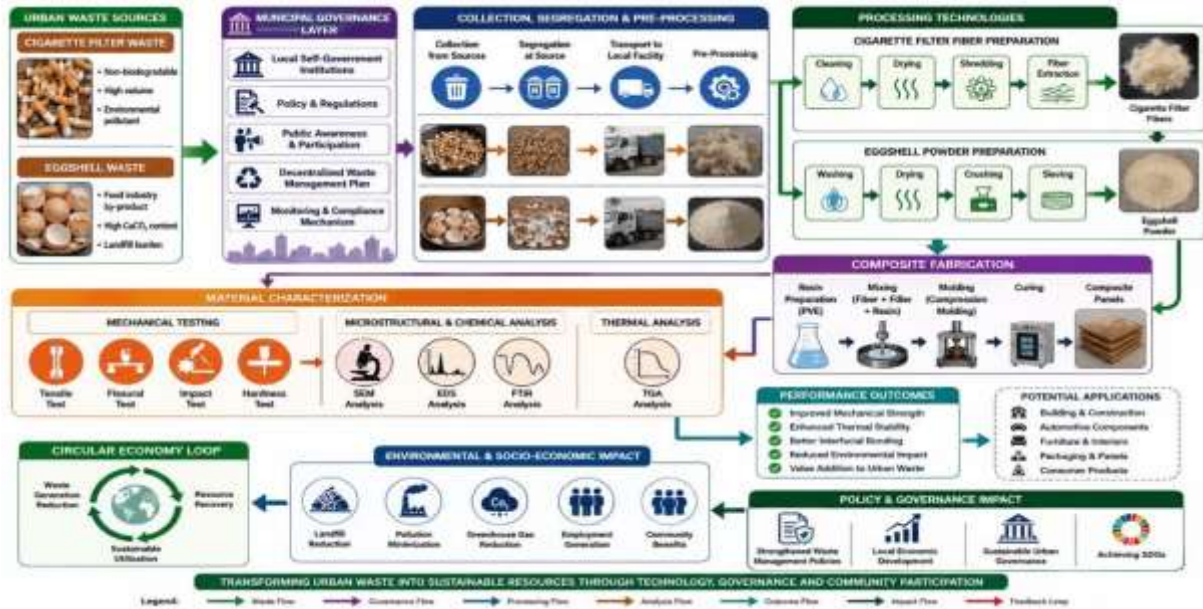 URBAN WASTE SOURCES
CIGARETTE FILTER WASTE
• Non-biodegradable
• High volume
• Environmental
pollutant
EGGSHELL WASTE
• Food industry
by-product
• High CaCO₃ content
• Landfill burden
MUNICIPAL GOVERNANCE
LAYER
Local Self-Government
Institutions
Policy & Regulations
Public Awareness
& Participation
Decentralized Waste
Management Plan
Monitoring & Compliance
Mechanism
COLLECTION, SEGREGATION & PRE-PROCESSING
Collection
from Sources
Segregation
at Source
Transport to
Local Facility
Pre-Processing
PROCESSING TECHNOLOGIES
CIGARETTE FILTER FIBER PREPARATION
Cleaning
Drying
Shredding
Fiber
Extraction
Cigarette Filter
Fibers
EGGSHELL POWDER PREPARATION
Washing
Drying
Crushing
Sieving
Eggshell
Powder
COMPOSITE FABRICATION
Resin
Preparation
(PVE)
Mixing
(Fiber + Filler
+ Resin)
Molding
(Compression
Molding)
Curing
Composite
Panels
MATERIAL CHARACTERIZATION
MECHANICAL TESTING
Tensile
Test
Flexural
Test
Impact
Test
Hardness
Test
MICROSTRUCTURAL & CHEMICAL ANALYSIS
SEM
Analysis
EDS
Analysis
FTIR
Analysis
THERMAL ANALYSIS
TGA
Analysis
PERFORMANCE OUTCOMES
Improved Mechanical Strength
Enhanced Thermal Stability
Better Interfacial Bonding
Reduced Environmental Impact
Value Addition to Urban Waste
POTENTIAL APPLICATIONS
Building & Construction
Automotive Components
Furniture & Interiors
Packaging & Panels
Consumer Products
CIRCULAR ECONOMY LOOP
Waste
Generation
Reduction
Resource
Recovery
Sustainable
Utilization
ENVIRONMENTAL & SOCIO-ECONOMIC IMPACT
Landfill
Reduction
Pollution
Minimization
Greenhouse Gas
Reduction
Employment
Generation
Community
Benefits
POLICY & GOVERNANCE IMPACT
Strengthened Waste
Management Policies
Local Economic
Development
Sustainable Urban
Governance
Achieving SDGs
TRANSFORMING URBAN WASTE INTO SUSTAINABLE RESOURCES THROUGH TECHNOLOGY, GOVERNANCE AND COMMUNITY PARTICIPATION
Legend:
Waste Flow
Governance Flow
Processing Flow
Analysis Flow
Outcome Flow
Impact Flow
Feedback Loop